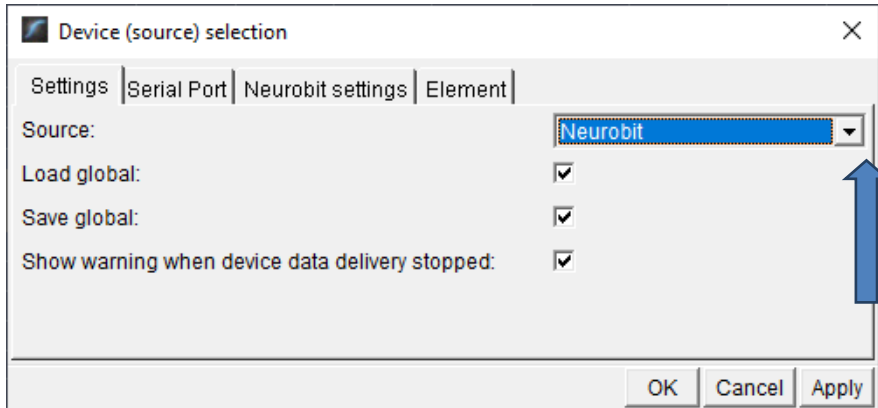 Device (source) selection
Settings Serial Port Neurobit settings Element
Source: Neurobit
Load global:
Save global:
Show warning when device data delivery stopped:
OK Cancel Apply